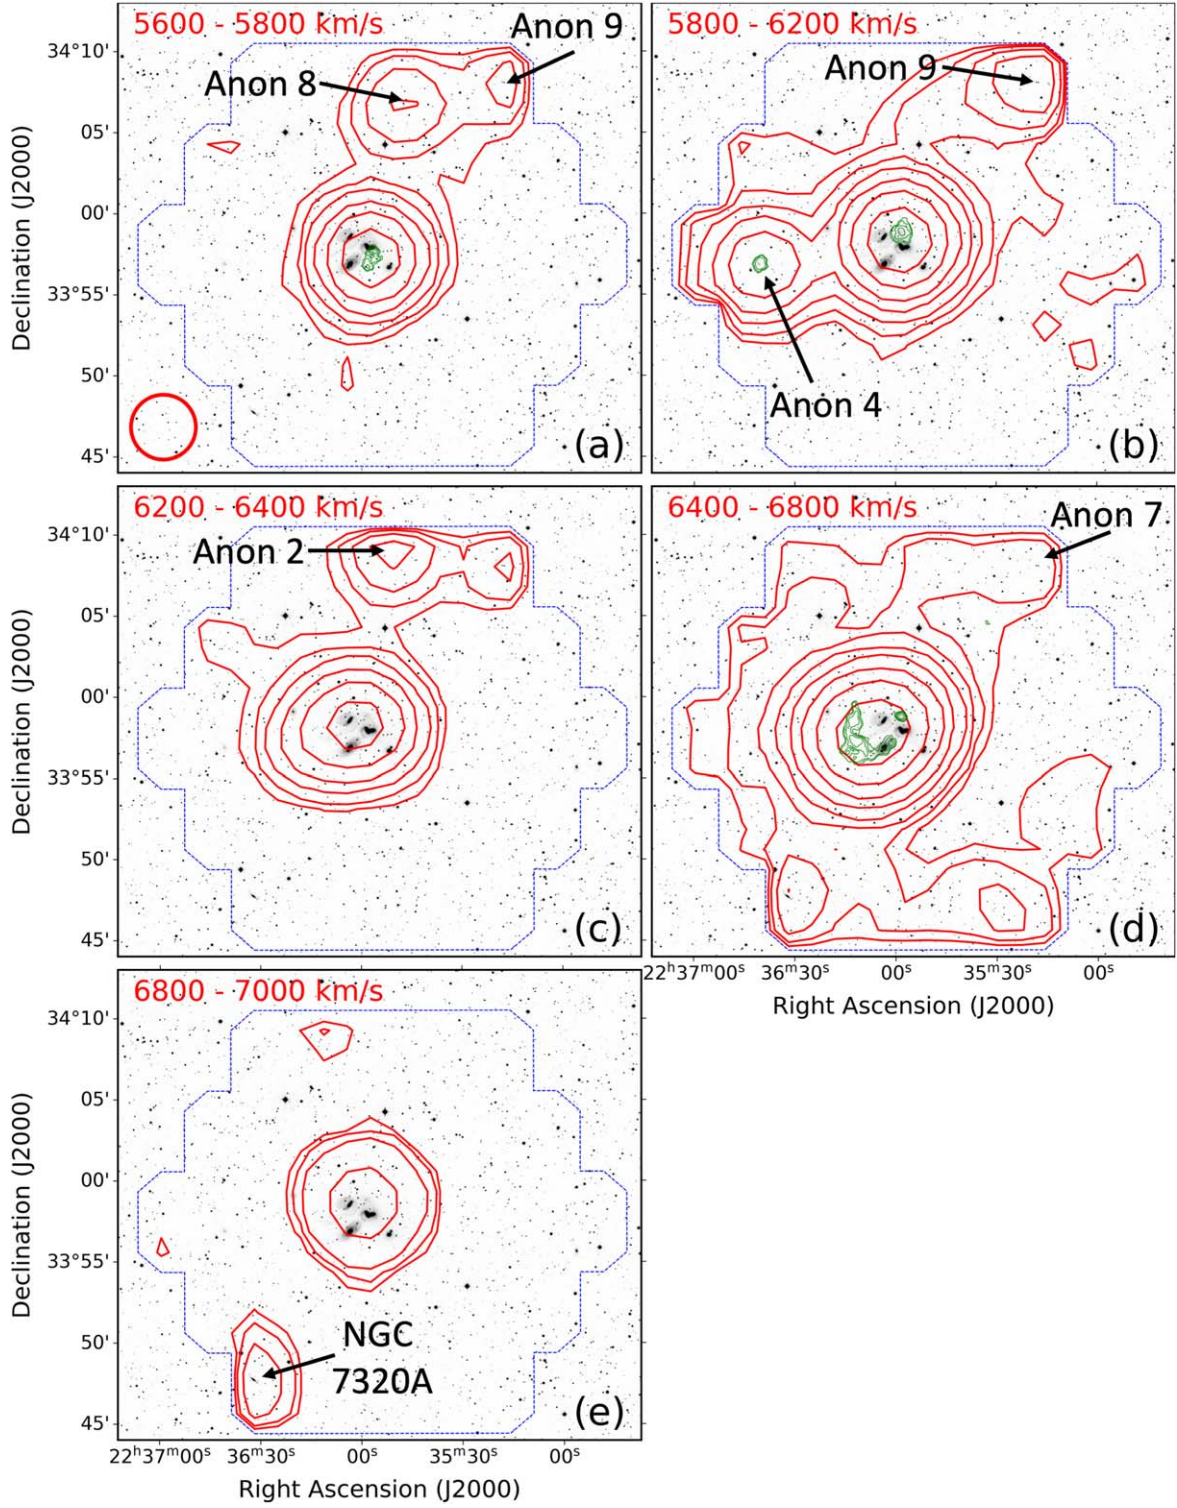 5600 - 5800 km/s
Anon 9
Anon 8
34°10'
05'
00'
33°55'
50'
45'
Declination (J2000)
(a)
5800 - 6200 km/s
Anon 9
Anon 4
(b)
6200 - 6400 km/s
Anon 2
34°10'
05'
00'
33°55'
50'
45'
Declination (J2000)
(c)
6400 - 6800 km/s
Anon 7
(d)
22ʰ37ᵐ00ˢ
36ᵐ30ˢ
00ˢ
35ᵐ30ˢ
00ˢ
Right Ascension (J2000)
6800 - 7000 km/s
34°10'
05'
00'
33°55'
50'
45'
Declination (J2000)
NGC
7320A
(e)
22ʰ37ᵐ00ˢ
36ᵐ30ˢ
00ˢ
35ᵐ30ˢ
00ˢ
Right Ascension (J2000)